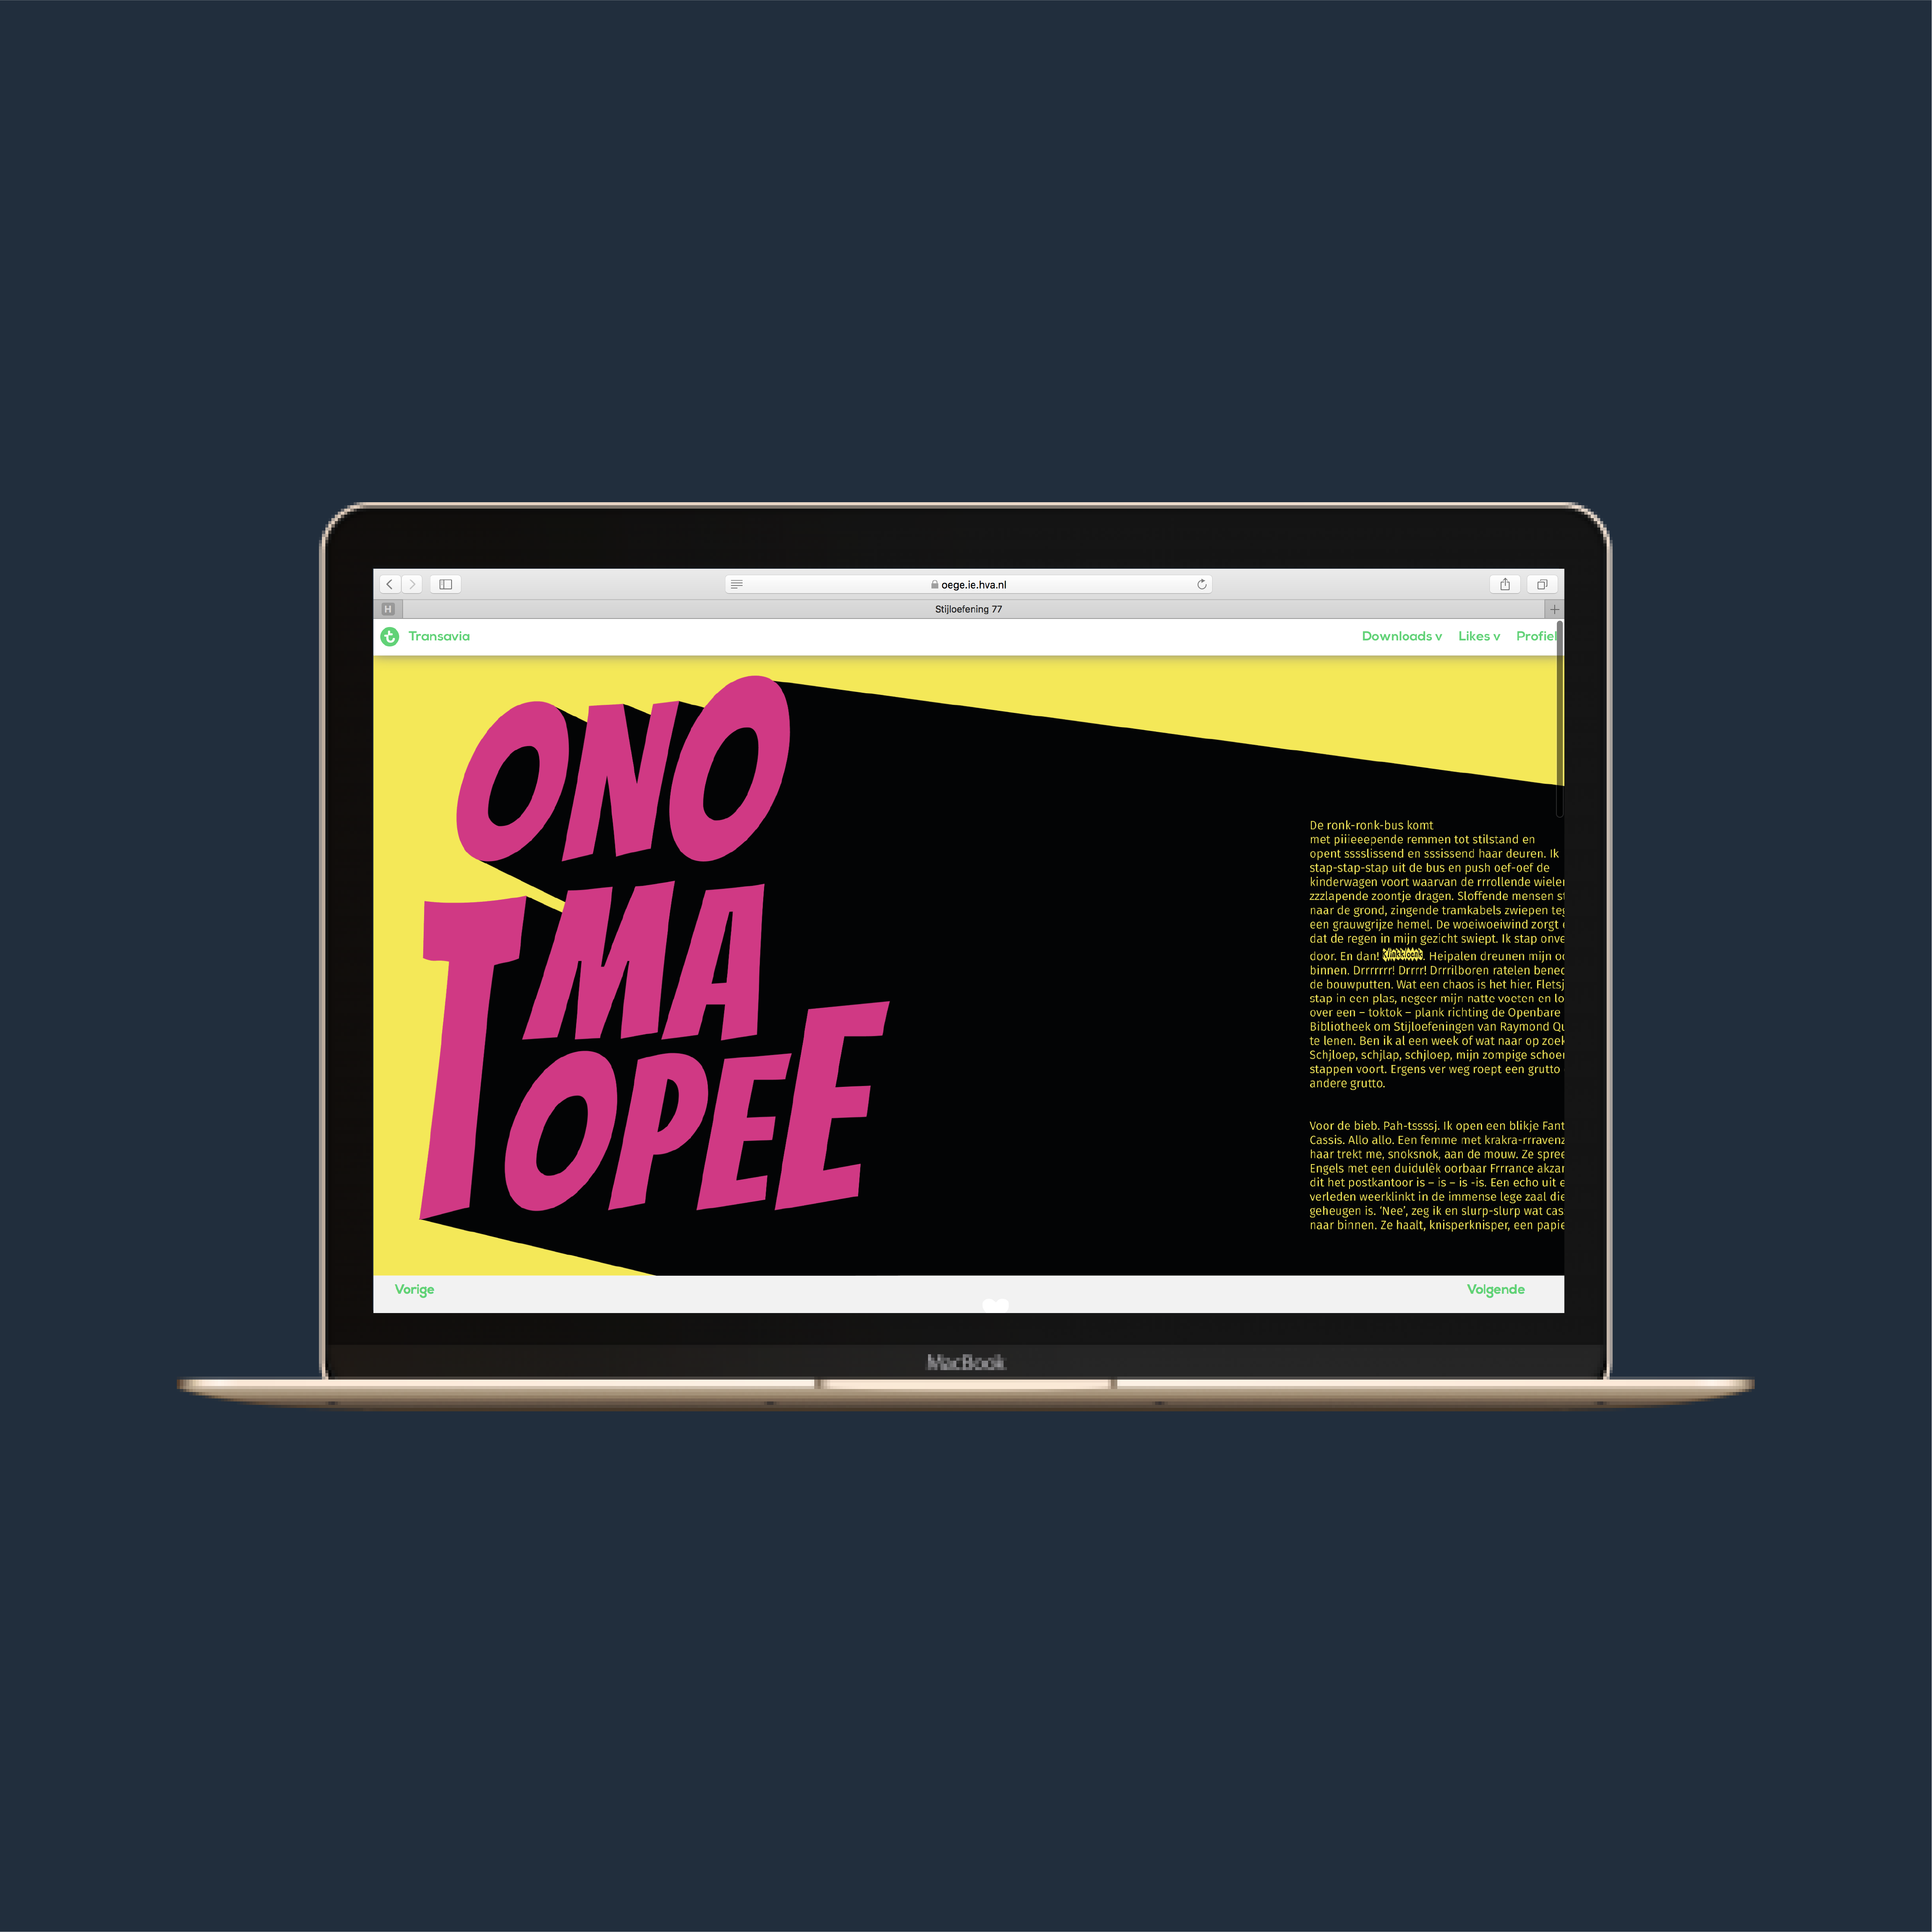 oege.ie.hva.nl
H
Stijloefening 77
Transavia
Downloads v
Likes v
Profiel
ONO
MA
T
OPEE
De ronk-ronk-bus komt
met piiieeepende remmen tot stilstand en
opent sssslissend en sssissend haar deuren. Ik
stap-stap-stap uit de bus en push oef-oef de
kinderwagen voort waarvan de rrrollende wielen
zzzlapende zoontje dragen. Sloffende mensen st
naar de grond, zingende tramkabels zwiepen teg
een grauwgrijze hemel. De woeiwoeiwind zorgt
dat de regen in mijn gezicht swiept. Ik stap onve
door. En dan! . Heipalen dreunen mijn oo
binnen. Drrrrrrr! Drrrr! Drrrilboren ratelen bened
de bouwputten. Wat een chaos is het hier. Fletsj
stap in een plas, negeer mijn natte voeten en lo
over een – toktok – plank richting de Openbare
Bibliotheek om Stijloefeningen van Raymond Qu
te lenen. Ben ik al een week of wat naar op zoek
Schjloep, schjlap, schjloep, mijn zompige schoen
stappen voort. Ergens ver weg roept een grutto
andere grutto.
Voor de bieb. Pah-tssssj. Ik open een blikje Fant
Cassis. Allo allo. Een femme met krakra-rrravenz
haar trekt me, snoksnok, aan de mouw. Ze spree
Engels met een duidulèk oorbaar Frrrance akzan
dit het postkantoor is – is – is -is. Een echo uit e
verleden weerklinkt in de immense lege zaal die
geheugen is. ‘Nee’, zeg ik en slurp-slurp wat cas
naar binnen. Ze haalt, knisperknisper, een papie
Vorige
Volgende
MacBook